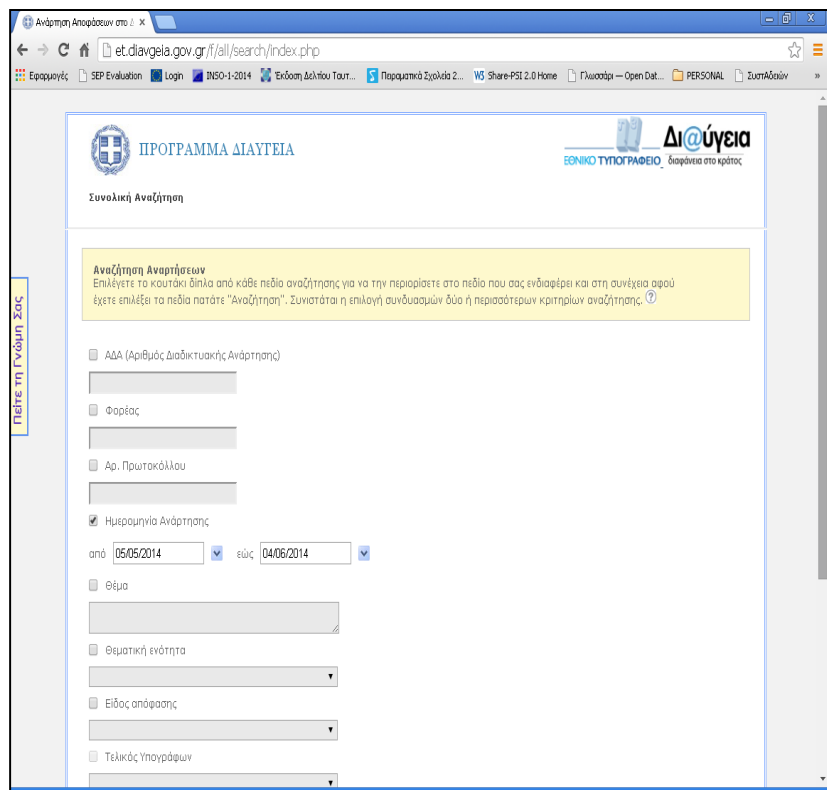 Ανάρτηση Αποφάσεων στο Δ
et.diavgeia.gov.gr/f/all/search/index.php
Εφαρμογές SEP Evaluation Login INSO-1-2014 Έκδοση Δελτίου Ταυτ... Πειραματικά Σχολεία 2... Share-PSI 2.0 Home Γλωσσάρι — Open Dat... PERSONAL ΣυστΑδειών »
ΠΡΟΓΡΑΜΜΑ ΔΙΑΥΓΕΙΑ
ΕΘΝΙΚΟ ΤΥΠΟΓΡΑΦΕΙΟ
Δι@ύγεια
διαφάνεια στο κράτος
Συνολική Αναζήτηση
Αναζήτηση Αναρτήσεων
Επιλέγετε το κουτάκι δίπλα από κάθε πεδίο αναζήτησης για να την περιορίσετε στο πεδίο που σας ενδιαφέρει και στη συνέχεια αφού
έχετε επιλέξει τα πεδία πατάτε "Αναζήτηση". Συνιστάται η επιλογή συνδυασμών δύο ή περισσότερων κριτηρίων αναζήτησης. ?
Πείτε τη Γνώμη Σας
ΑΔΑ (Αριθμός Διαδικτυακής Ανάρτησης)
Φορέας
Αρ. Πρωτοκόλλου
Ημερομηνία Ανάρτησης
από 05/05/2014 εώς 04/06/2014
Θέμα
Θεματική ενότητα
Είδος απόφασης
Τελικός Υπογράφων